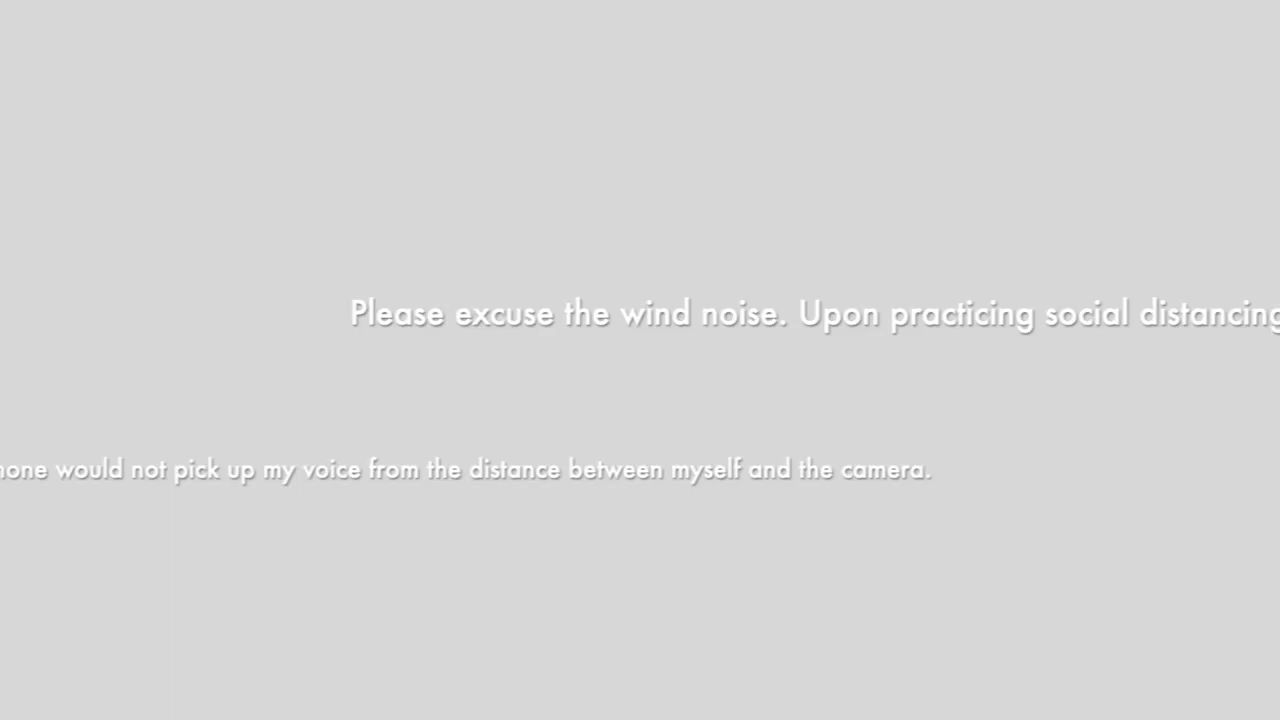 Please excuse the wind noise. Upon practicing social distancing
would not pick up my voice from the distance between myself and the camera.